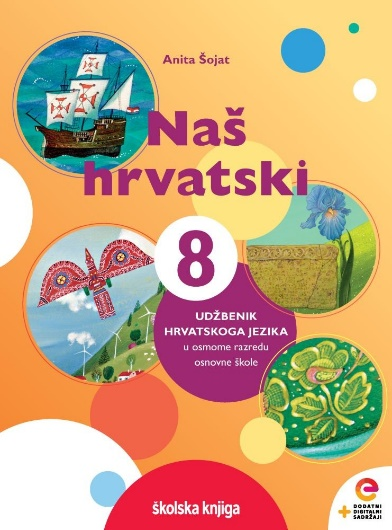 Anita Šojat
Naš
hrvatski
8
UDŽBENIK
HRVATSKOGA JEZIKA
u osmome razredu
osnovne škole
školska knjiga
e
+ DODATNI
DIGITALNI
SADRŽAJI